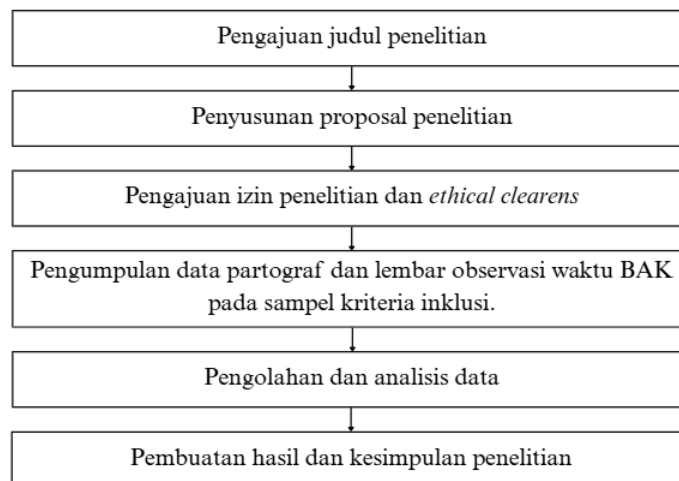 Pengajuan judul penelitian
Penyusunan proposal penelitian
Pengajuan izin penelitian dan ethical clearens
Pengumpulan data partograf dan lembar observasi waktu BAK
pada sampel kriteria inklusi.
Pengolahan dan analisis data
Pembuatan hasil dan kesimpulan penelitian